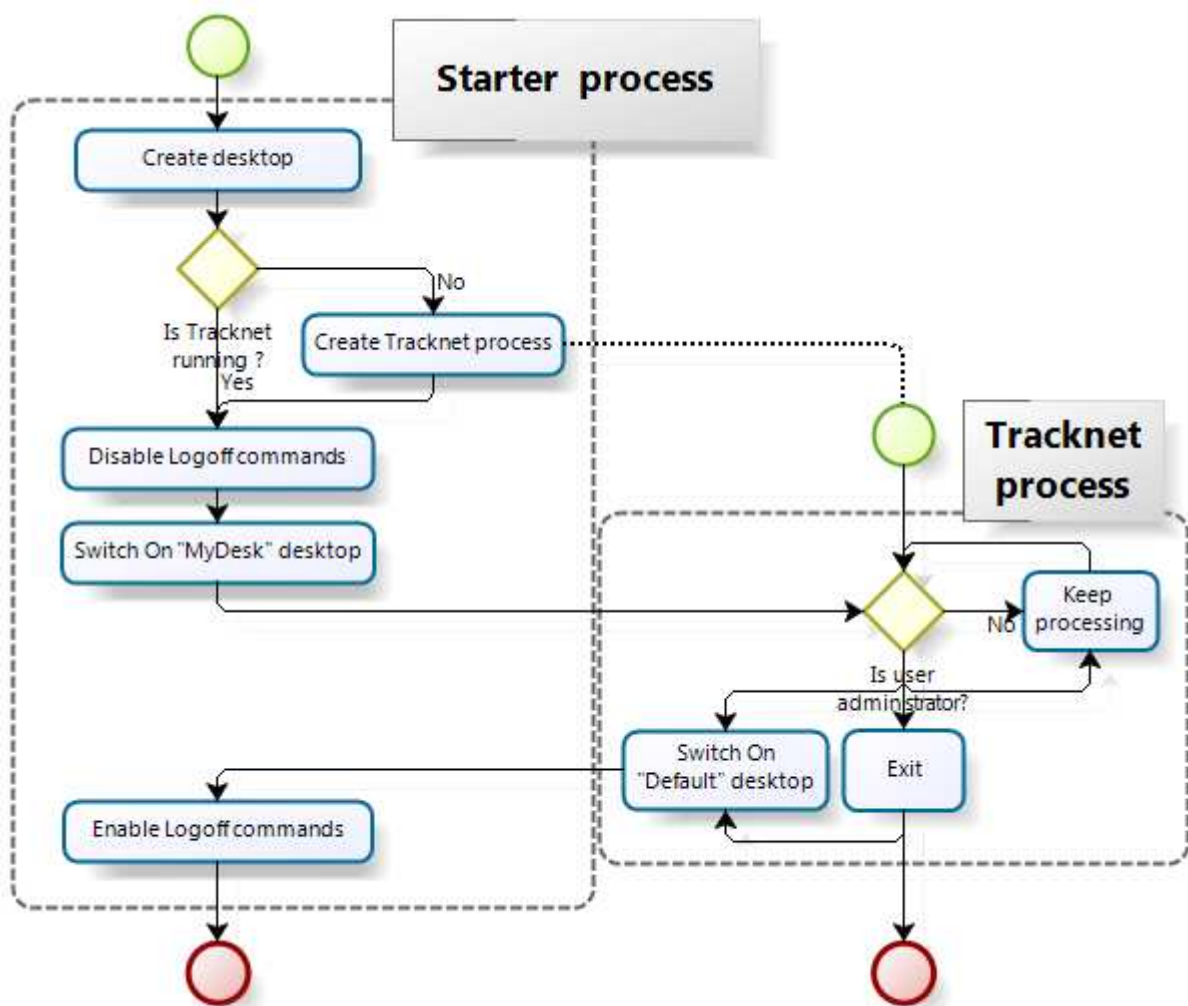 Starter process
Create desktop
No
Is Tracknet
running ?
Yes
Create Tracknet process
Disable Logoff commands
Switch On "MyDesk" desktop
Tracknet
process
Keep
processing
No
Is user
administrator?
Switch On
"Default" desktop
Exit
Enable Logoff commands